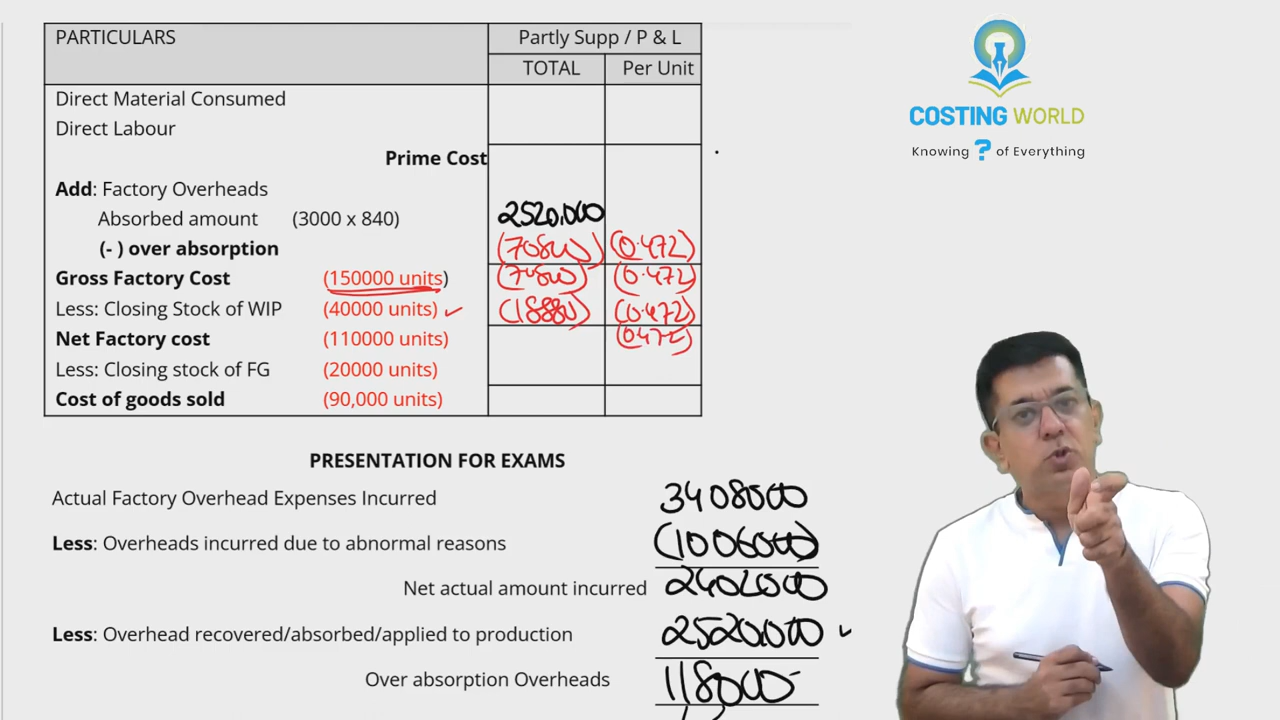 PARTICULARS Partly Supp / P & L
TOTAL Per Unit
Direct Material Consumed
Direct Labour
Prime Cost
Add: Factory Overheads
Absorbed amount (3000 x 840) 2520,000
(- ) over absorption (70800) (0.472)
Gross Factory Cost (150000 units) (70800) (0.472)
Less: Closing Stock of WIP (40000 units) (18880) (0.472)
Net Factory cost (110000 units) (0.472)
Less: Closing stock of FG (20000 units)
Cost of goods sold (90,000 units)
COSTING WORLD
Knowing ? of Everything
PRESENTATION FOR EXAMS
Actual Factory Overhead Expenses Incurred 3408000
Less: Overheads incurred due to abnormal reasons (1006000)
Net actual amount incurred 2402000
Less: Overhead recovered/absorbed/applied to production 2520,000
Over absorption Overheads 118000